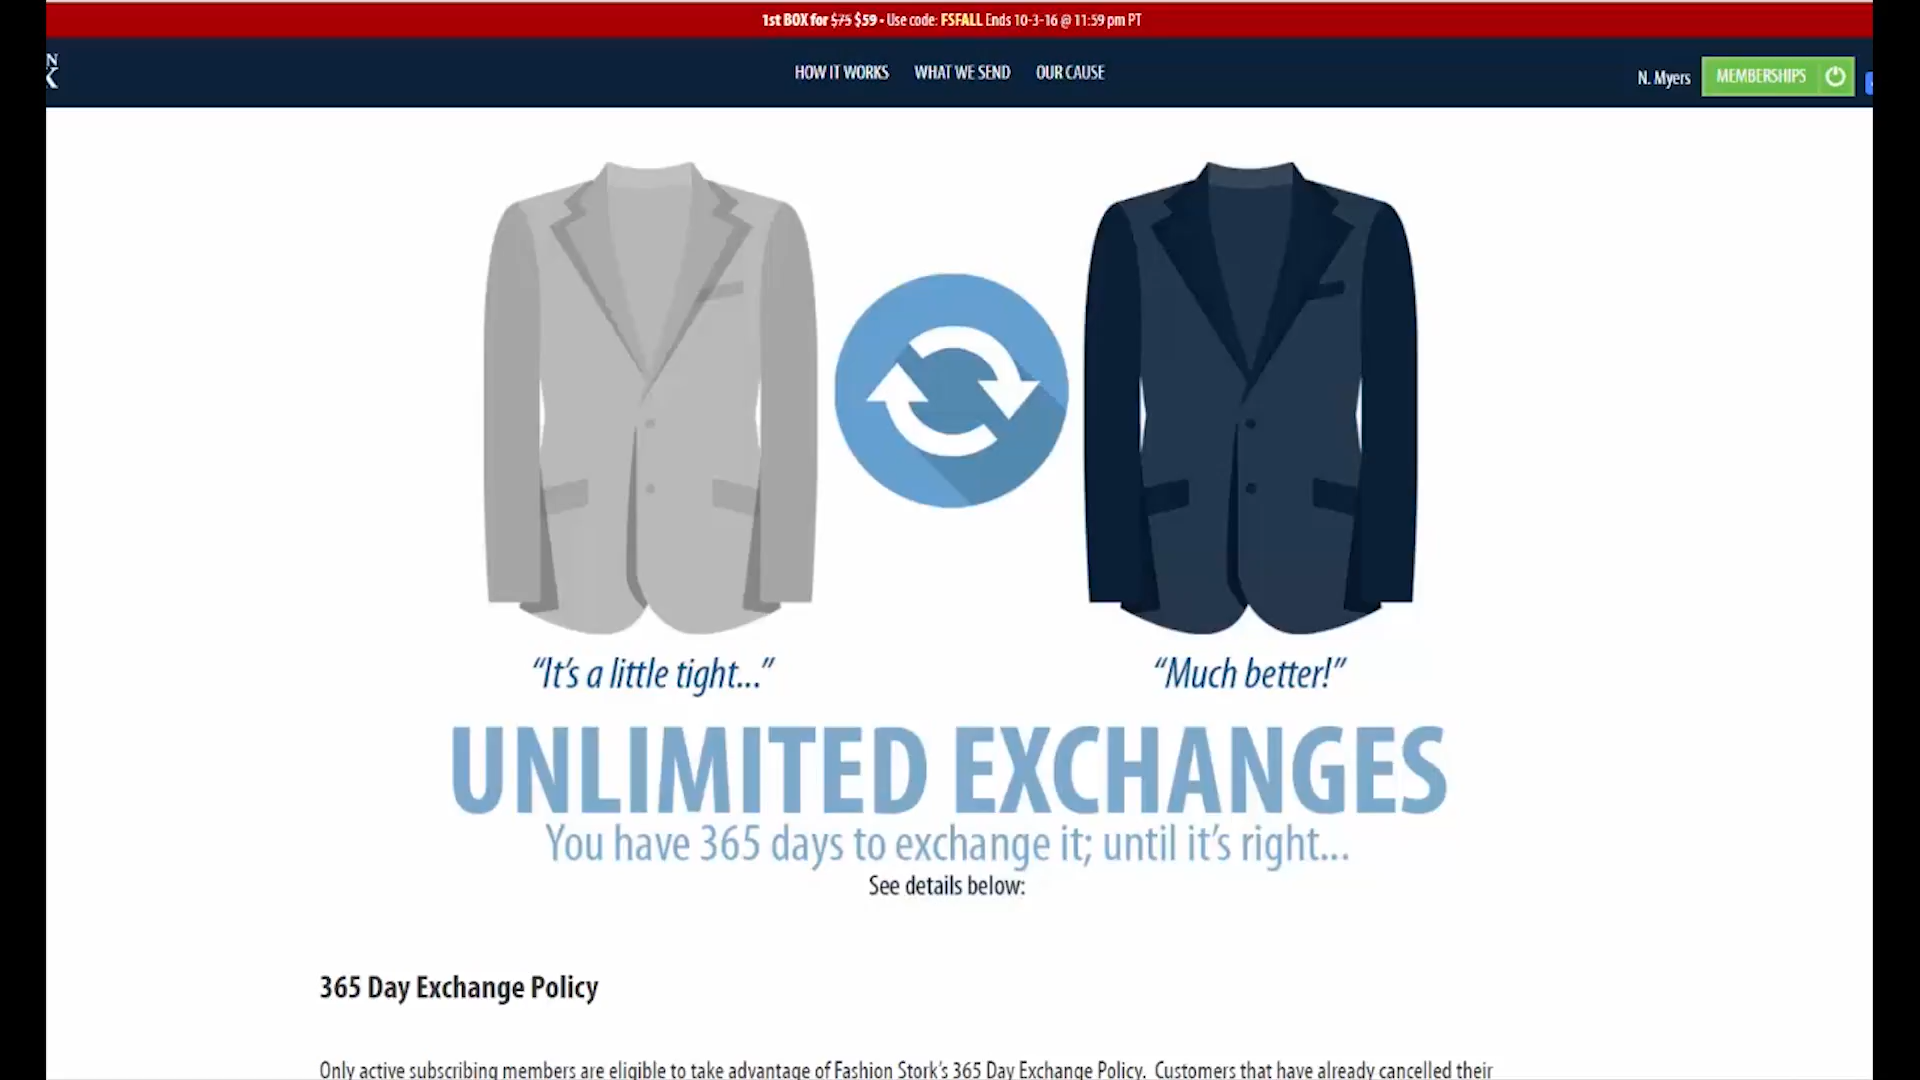 1st BOX for $75 $59 - Use code: FSFALL Ends 10-3-16 @ 11:59 pm PT
N
K
HOW IT WORKS
WHAT WE SEND
OUR CAUSE
N. Myers
MEMBERSHIPS
“It’s a little tight...”
“Much better!”
UNLIMITED EXCHANGES
You have 365 days to exchange it; until it’s right...
See details below:
365 Day Exchange Policy
Only active subscribing members are eligible to take advantage of Fashion Stork’s 365 Day Exchange Policy. Customers that have already cancelled their